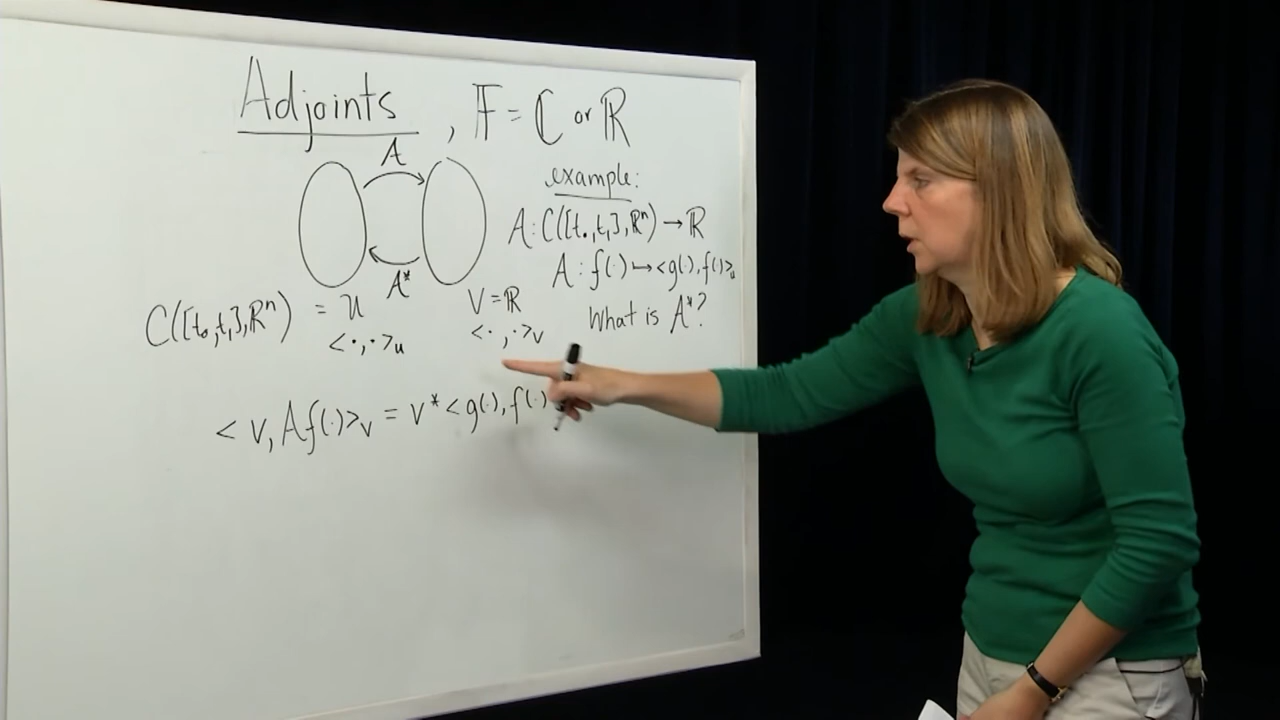 Adjoints , 𝔽 = ℂ or ℝ
A
A*
C([t₀,t₁],ℝⁿ) = U
<·,·>ᵤ
V = ℝ
<·,·>ᵥ
example:
A: C([t₀,t₁],ℝⁿ) → ℝ
A : f(·) ↦ <g(·), f(·)>ᵤ
What is A*?
< v, Af(·)>ᵥ = v* <g(·), f(·)